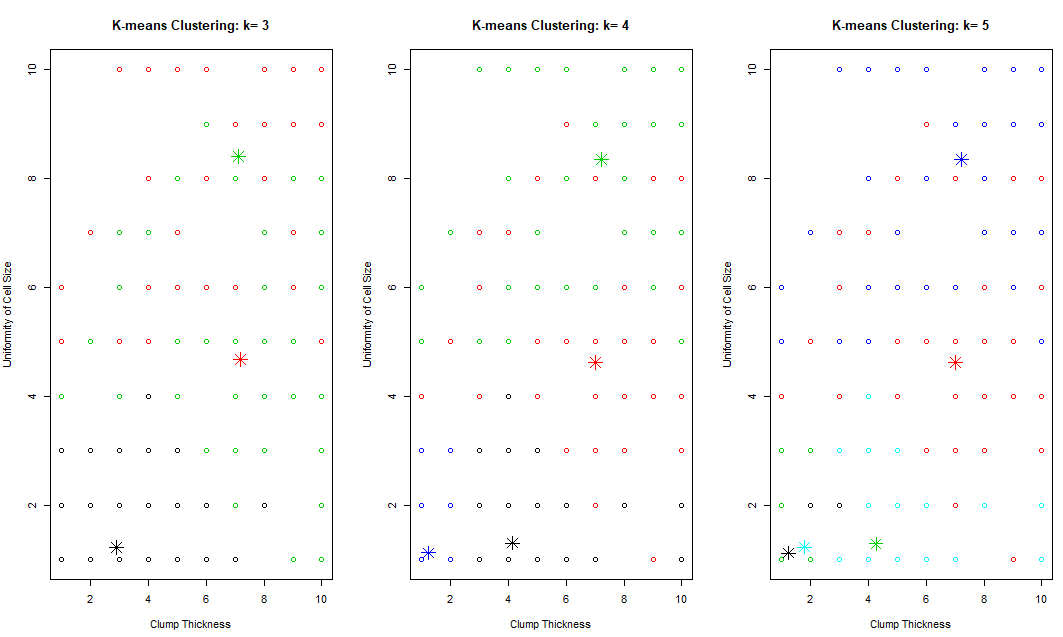 K-means Clustering: k= 3
Uniformity of Cell Size
10
8
6
4
2
2 4 6 8 10
Clump Thickness
K-means Clustering: k= 4
Uniformity of Cell Size
10
8
6
4
2
2 4 6 8 10
Clump Thickness
K-means Clustering: k= 5
Uniformity of Cell Size
10
8
6
4
2
2 4 6 8 10
Clump Thickness